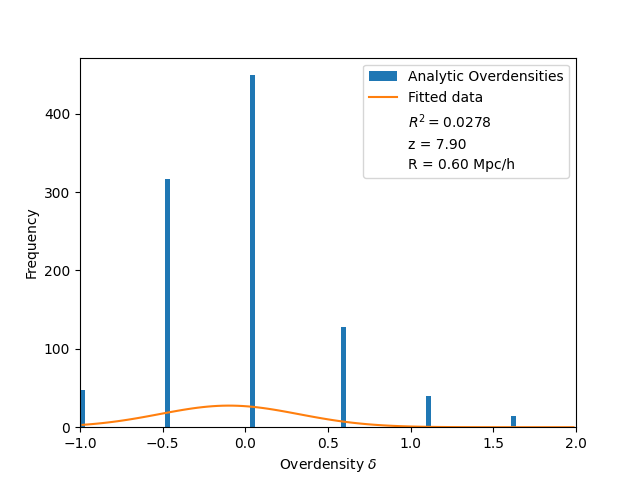 Analytic Overdensities
Fitted data
R² = 0.0278
z = 7.90
R = 0.60 Mpc/h
Frequency
400
300
200
100
0
−1.0 −0.5 0.0 0.5 1.0 1.5 2.0
Overdensity δ